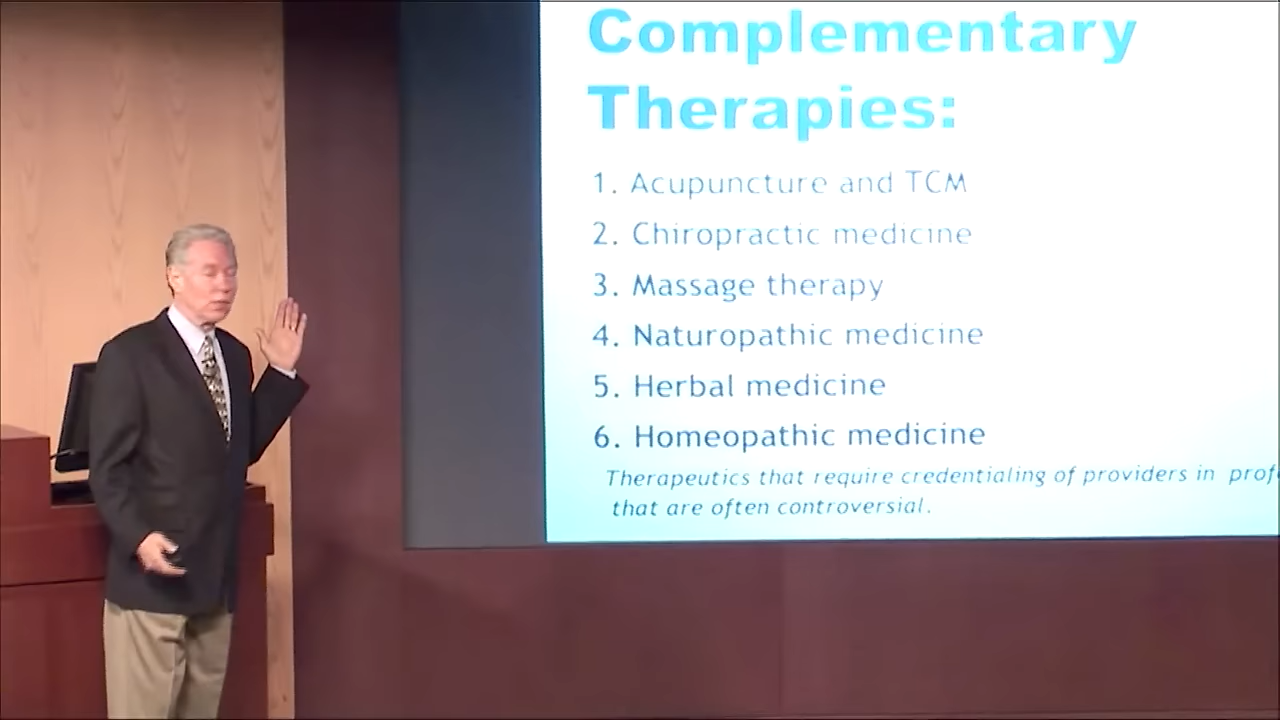 Complementary
Therapies:
1. Acupuncture and TCM
2. Chiropractic medicine
3. Massage therapy
4. Naturopathic medicine
5. Herbal medicine
6. Homeopathic medicine
Therapeutics that require credentialing of providers in
that are often controversial.